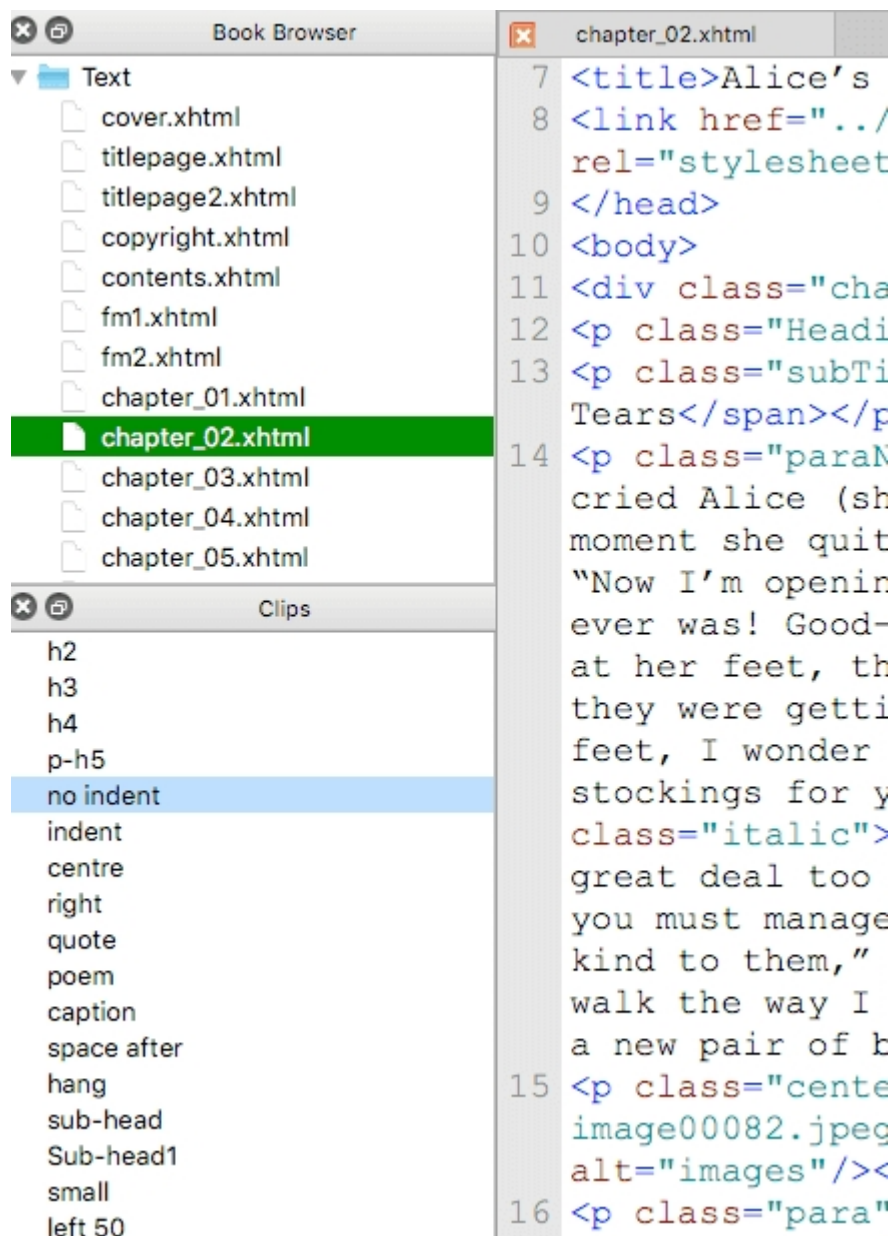 Book Browser
Text
cover.xhtml
titlepage.xhtml
titlepage2.xhtml
copyright.xhtml
contents.xhtml
fm1.xhtml
fm2.xhtml
chapter_01.xhtml
chapter_02.xhtml
chapter_03.xhtml
chapter_04.xhtml
chapter_05.xhtml
Clips
h2
h3
h4
p-h5
no indent
indent
centre
right
quote
poem
caption
space after
hang
sub-head
Sub-head1
small
left 50
chapter_02.xhtml
7 <title>Alice’s
8 <link href="../
rel="stylesheet
9 </head>
10 <body>
11 <div class="cha
12 <p class="Headi
13 <p class="subTi
Tears</span></p
14 <p class="paraN
cried Alice (sh
moment she quit
“Now I’m openin
ever was! Good-
at her feet, th
they were getti
feet, I wonder
stockings for y
class="italic">
great deal too
you must manage
kind to them,”
walk the way I
a new pair of b
15 <p class="cente
image00082.jpeg
alt="images"/><
16 <p class="para"